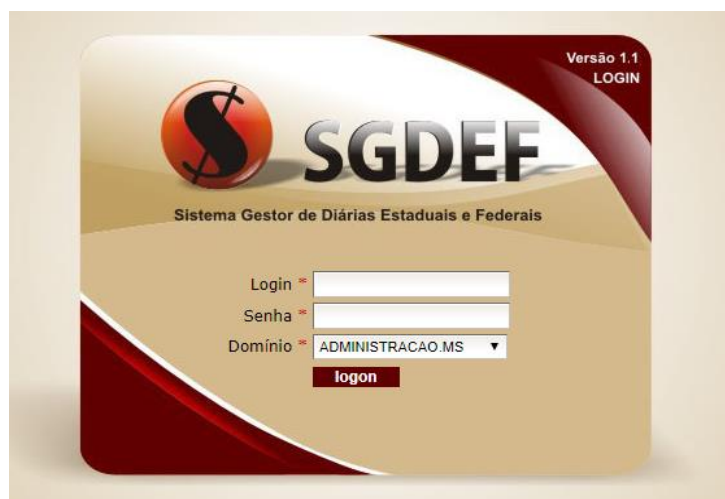 Versão 1.1
LOGIN
$
SGDEF
Sistema Gestor de Diárias Estaduais e Federais
Login *
Senha *
Domínio * ADMINISTRACAO.MS
logon